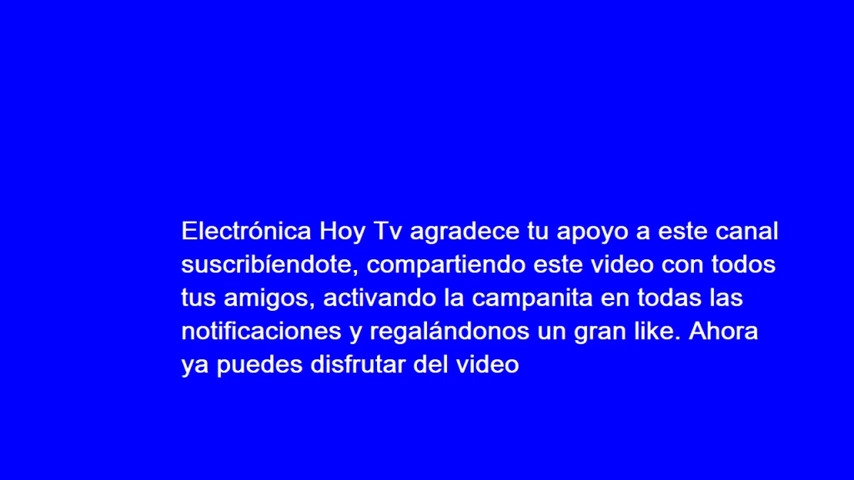 Electrónica Hoy Tv agradece tu apoyo a este canal
suscribíendote, compartiendo este video con todos
tus amigos, activando la campanita en todas las
notificaciones y regalándonos un gran like. Ahora
ya puedes disfrutar del video